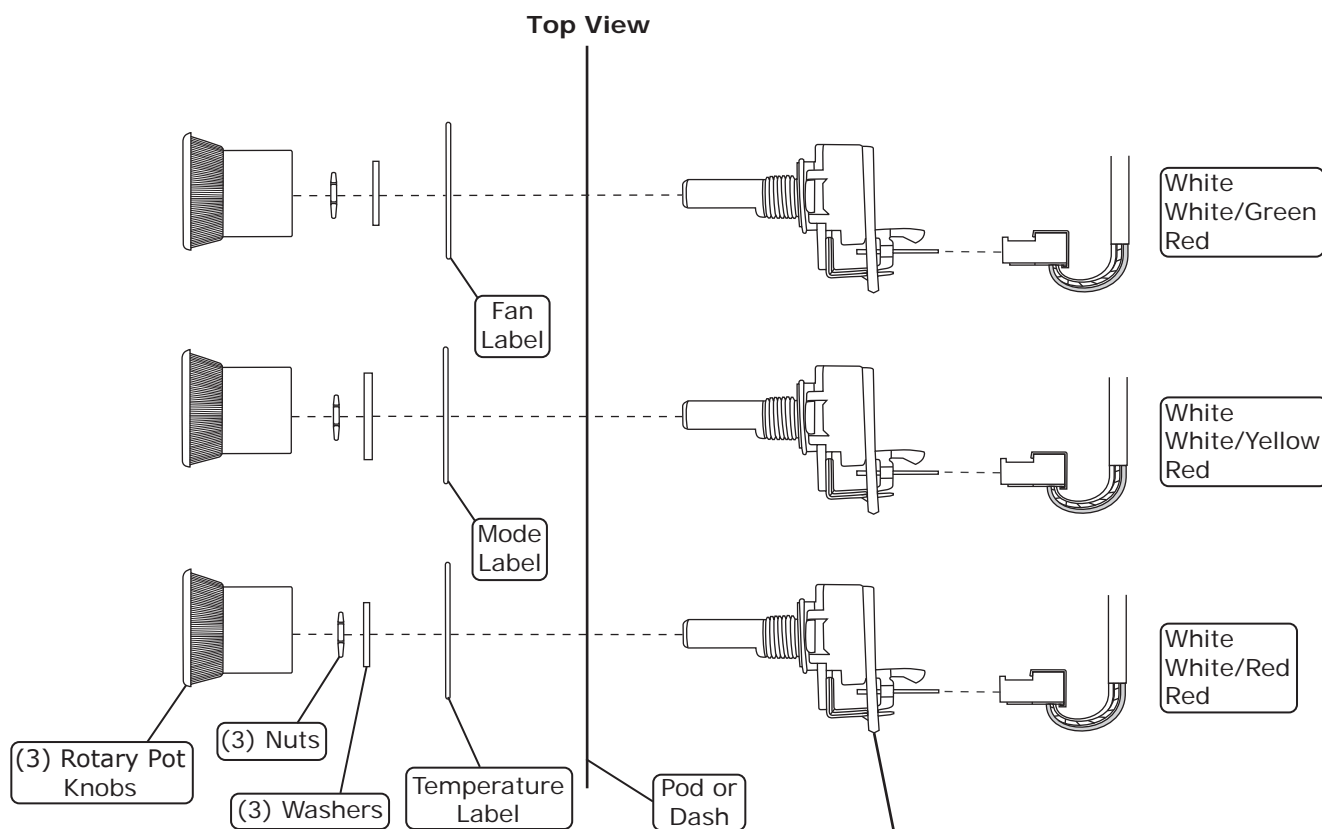 Top View
White
White/Green
Red
Fan
Label
White
White/Yellow
Red
Mode
Label
White
White/Red
Red
(3) Rotary Pot
Knobs
(3) Nuts
(3) Washers
Temperature
Label
Pod or
Dash